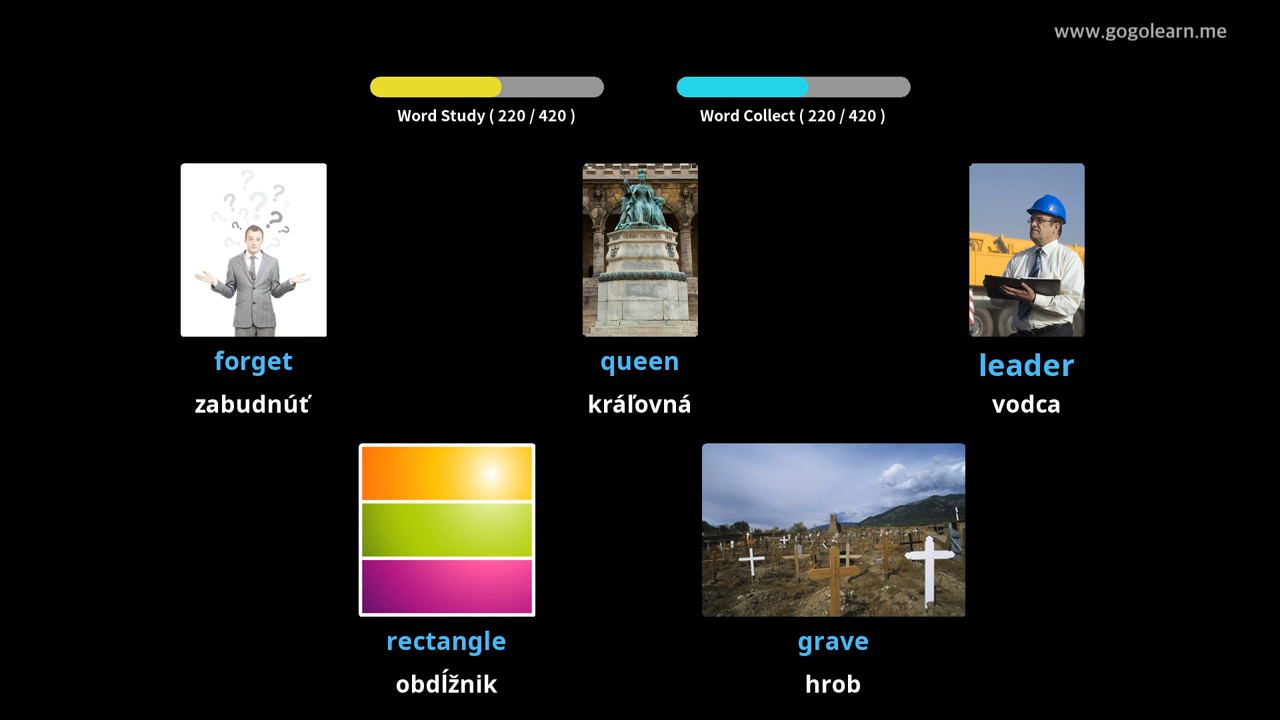 www.gogolearn.me
Word Study ( 220 / 420 )
Word Collect ( 220 / 420 )
forget
zabudnúť
queen
kráľovná
leader
vodca
rectangle
obdĺžnik
grave
hrob